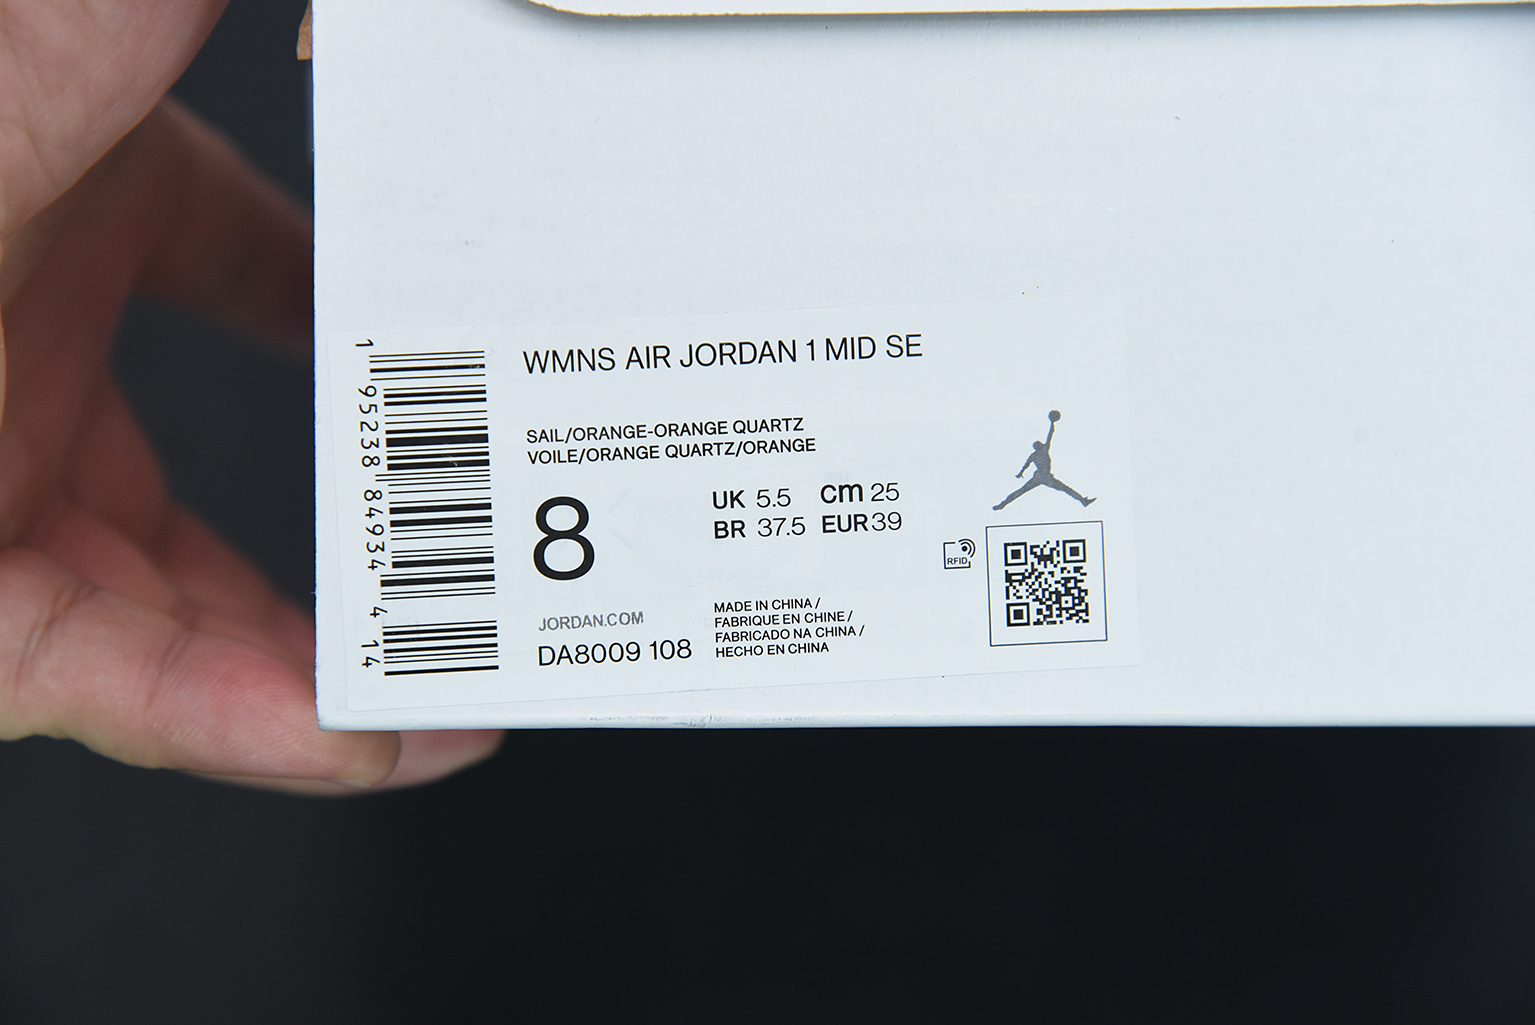 WMNS AIR JORDAN 1 MID SE
SAIL/ORANGE-ORANGE QUARTZ
VOILE/ORANGE QUARTZ/ORANGE
8
UK 5.5 cm 25
BR 37.5 EUR 39
JORDAN.COM
DA8009 108
MADE IN CHINA /
FABRIQUE EN CHINE /
FABRICADO NA CHINA /
HECHO EN CHINA
RFID
1 95238 84934 4 14